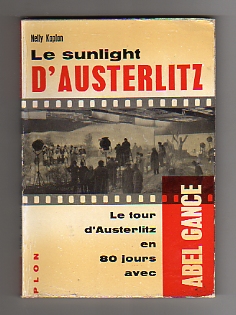 Nelly Kaplan
Le sunlight
D'AUSTERLITZ
Le tour
d'Austerlitz
en
80 jours
avec
ABEL GANCE
PLON